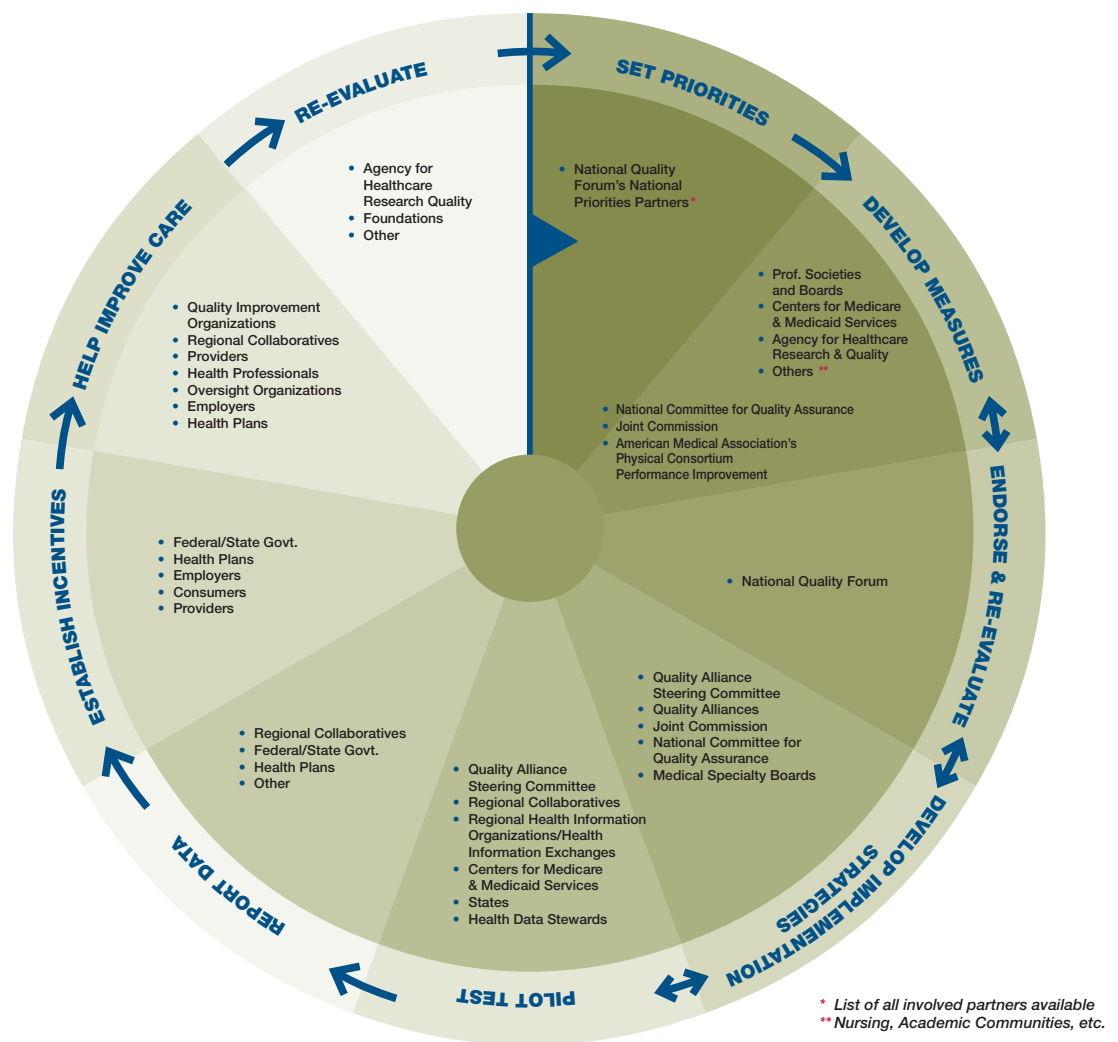 SET PRIORITIES
• National Quality
Forum's National
Priorities Partners*
DEVELOP MEASURES
• Prof. Societies
and Boards
• Centers for Medicare
& Medicaid Services
• Agency for Healthcare
Research & Quality
• Others **
• National Committee for Quality Assurance
• Joint Commission
• American Medical Association's
Physical Consortium
Performance Improvement
ENDORSE & RE-EVALUATE
• National Quality Forum
DEVELOP IMPLEMENTATION
STRATEGIES
• Quality Alliance
Steering Committee
• Quality Alliances
• Joint Commission
• National Committee for
Quality Assurance
• Medical Specialty Boards
PILOT TEST
• Quality Alliance
Steering Committee
• Regional Collaboratives
• Regional Health Information
Organizations/Health
Information Exchanges
• Centers for Medicare
& Medicaid Services
• States
• Health Data Stewards
REPORT DATA
• Regional Collaboratives
• Federal/State Govt.
• Health Plans
• Other
ESTABLISH INCENTIVES
• Federal/State Govt.
• Health Plans
• Employers
• Consumers
• Providers
HELP IMPROVE CARE
• Quality Improvement
Organizations
• Regional Collaboratives
• Providers
• Health Professionals
• Oversight Organizations
• Employers
• Health Plans
RE-EVALUATE
• Agency for
Healthcare
Research Quality
• Foundations
• Other
* List of all involved partners available
** Nursing, Academic Communities, etc.